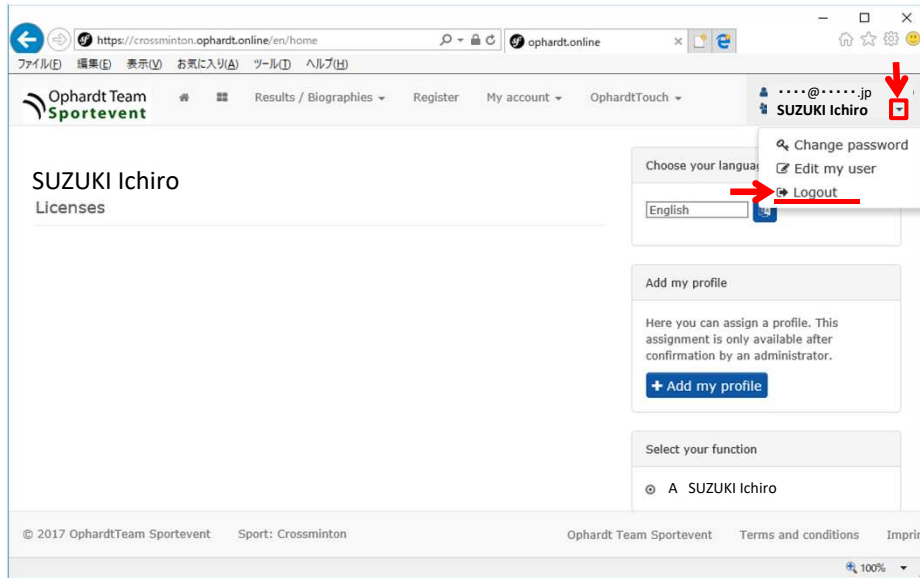 https://crossminton.ophardt.online/en/home
ophardt.online
ファイル(F) 編集(E) 表示(V) お気に入り(A) ツール(T) ヘルプ(H)
Ophardt Team
Sportevent
Results / Biographies
Register
My account
OphardtTouch
････@･････.jp
SUZUKI Ichiro
Change password
Edit my user
Logout
SUZUKI Ichiro
Licenses
Choose your langua
English
Add my profile
Here you can assign a profile. This
assignment is only available after
confirmation by an administrator.
+ Add my profile
Select your function
A SUZUKI Ichiro
© 2017 OphardtTeam Sportevent Sport: Crossminton Ophardt Team Sportevent Terms and conditions Imprin
100%